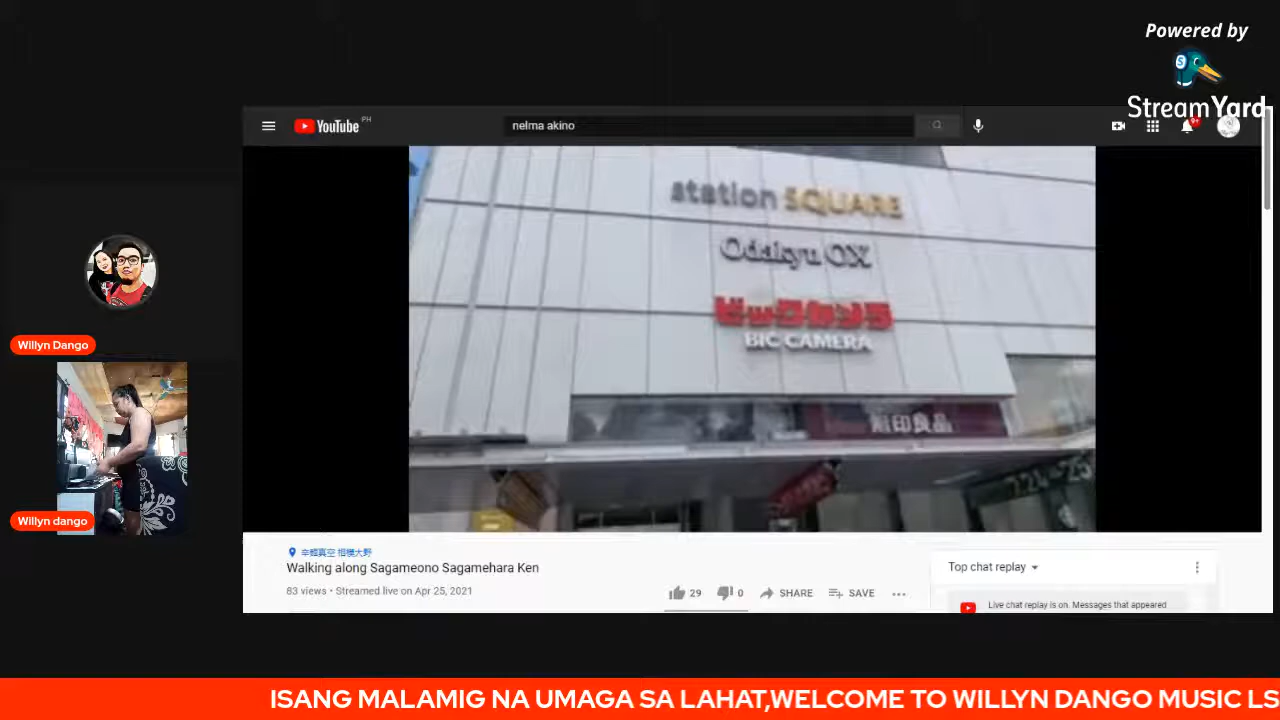 Powered by
StreamYard
YouTube PH
nelma akino
9+
station SQUARE
Odakyu OX
ビックカメラ
BIC CAMERA
無印良品
Willyn Dango
Willyn dango
Walking along Sagameono Sagamehara Ken
83 views • Streamed live on Apr 25, 2021
29
0
SHARE
SAVE
Top chat replay
Live chat replay is on. Messages that appeared
ISANG MALAMIG NA UMAGA SA LAHAT,WELCOME TO WILLYN DANGO MUSIC LS